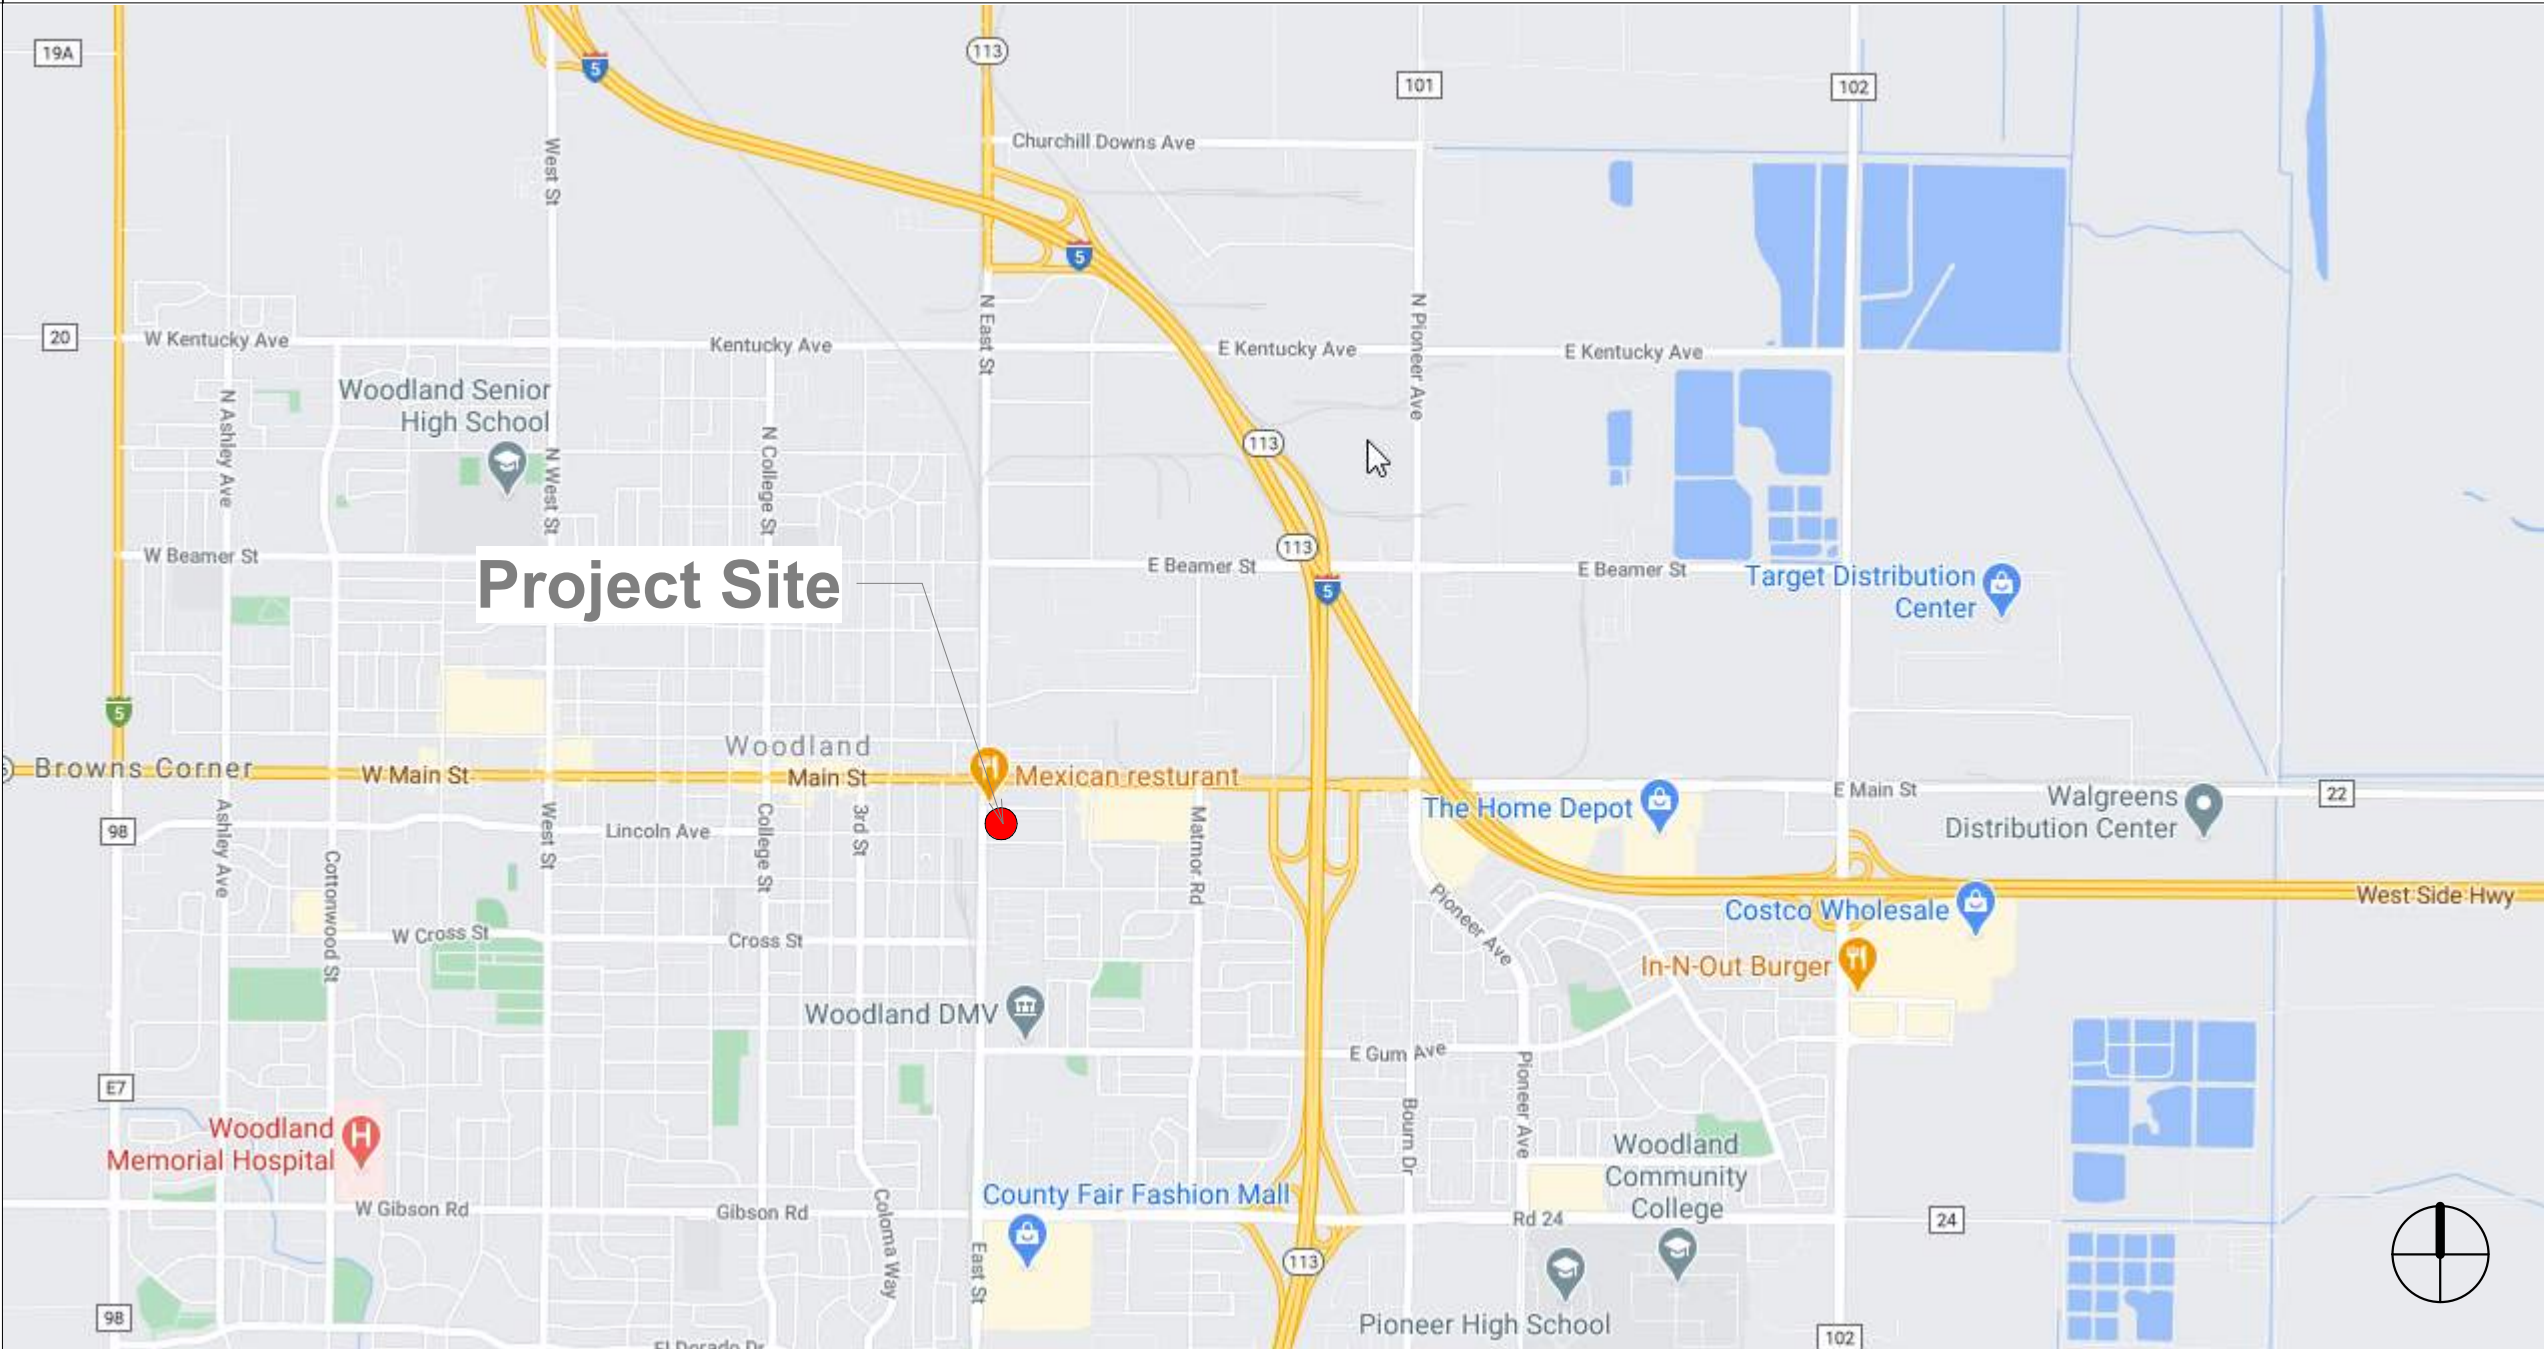 19A
5
113
101
102
Churchill Downs Ave
West St
5
20
W Kentucky Ave
Kentucky Ave
N East St
E Kentucky Ave
N Pioneer Ave
E Kentucky Ave
Woodland Senior
High School
N Ashley Ave
N West St
N College St
113
113
W Beamer St
E Beamer St
E Beamer St
5
Target Distribution
Center
Project Site
5
Woodland
Browns Corner
W Main St
Main St
Mexican resturant
The Home Depot
E Main St
Walgreens
Distribution Center
22
98
Ashley Ave
Cottonwood St
West St
Lincoln Ave
College St
3rd St
Matmor Rd
Pioneer Ave
West Side Hwy
Costco Wholesale
W Cross St
Cross St
In-N-Out Burger
Woodland DMV
E Gum Ave
E7
Woodland
Memorial Hospital
Bourn Dr
Pioneer Ave
Woodland
Community
College
W Gibson Rd
Gibson Rd
Coloma Way
County Fair Fashion Mall
Rd 24
24
East St
113
98
Pioneer High School
102
El Dorado Dr